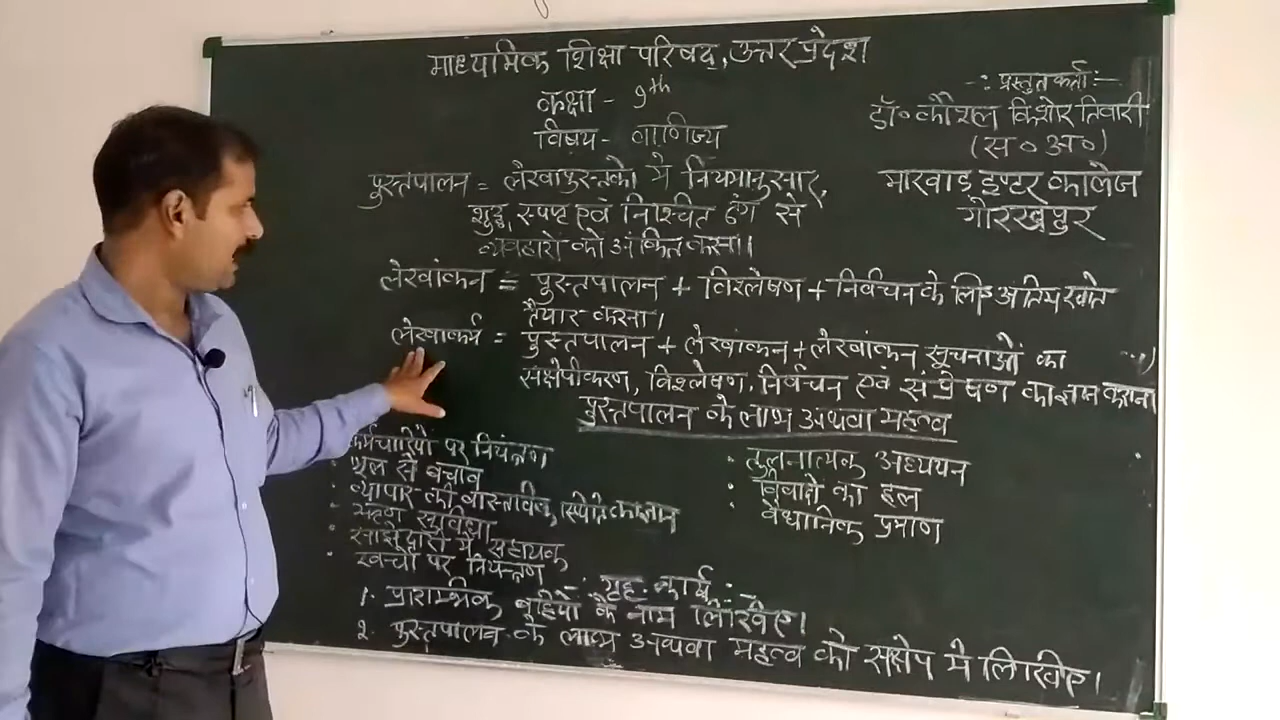 माध्यमिक शिक्षा परिषद, उत्तर प्रदेश
कक्षा - 9th
विषय - वाणिज्य
-: प्रस्तुतकर्ता :-
डॉ० कौशल किशोर तिवारी
(स० अ०)
मारवाड़ इण्टर कालेज
गोरखपुर
पुस्तपालन = लेखापुस्तको में नियमानुसार,
शुद्ध, स्पष्ट एवं निश्चित ढंग से
व्यवहारो को अंकित करना।
लेखांकन = पुस्तपालन + विश्लेषण + निर्वचन के लिए अंतिम खाते
तैयार करना।
लेखाकर्म = पुस्तपालन + लेखांकन + लेखांकन सूचनाओं का
संक्षेपीकरण, विश्लेषण, निर्वचन एवं संप्रेषण का ज्ञान कराना
पुस्तपालन के लाभ अथवा महत्व
कर्मचारियों पर नियंत्रण
छल से बचाव
व्यापार की वास्तविक स्थिति का ज्ञान
ऋण सुविधा
साझेदारी में सहायक
खर्चो पर नियन्त्रण
तुलनात्मक अध्ययन
विवादो का हल
वैधानिक प्रमाण
-: गृह कार्य :-
1. प्रारम्भिक बहियो के नाम लिखिए।
2. पुस्तपालन के लाभ अथवा महत्व को संक्षेप में लिखिए।